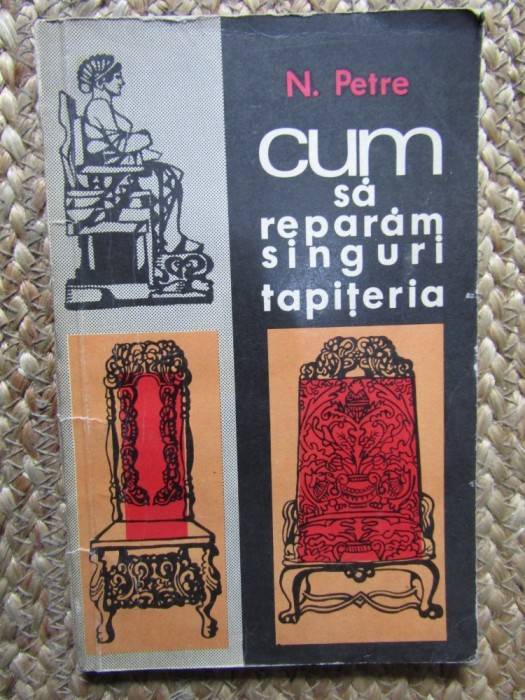 N. Petre
cum
să
reparăm
singuri
tapițeria